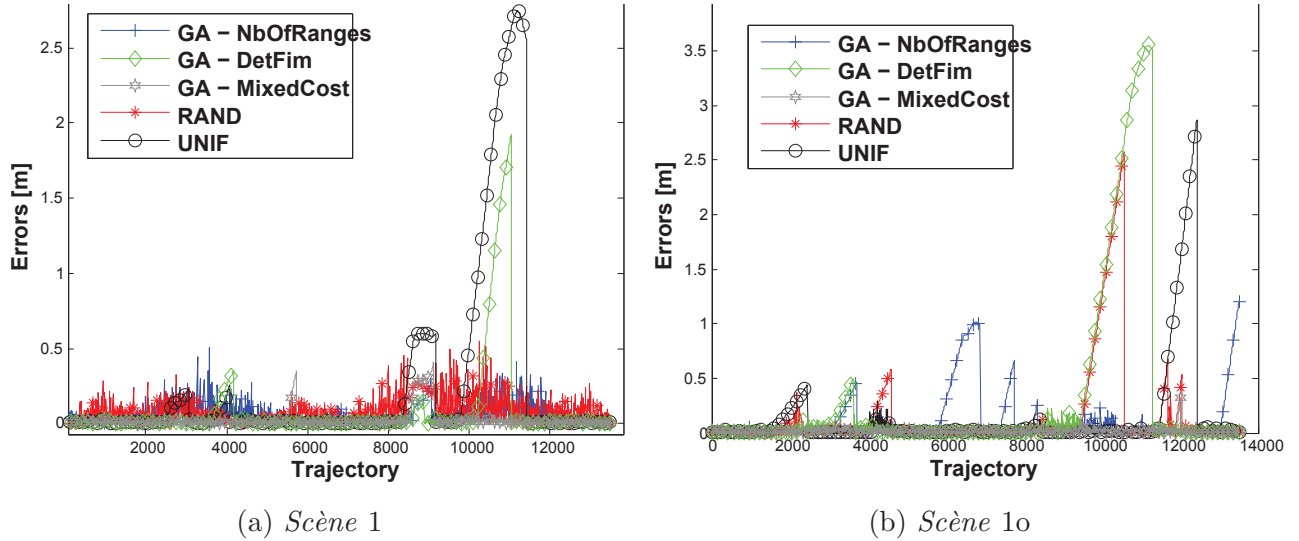 GA − NbOfRanges
GA − DetFim
GA − MixedCost
RAND
UNIF
Errors [m]
2.5
2
1.5
1
0.5
0
2000
4000
6000
8000
10000
12000
Trajectory
(a) Scène 1
GA − NbOfRanges
GA − DetFim
GA − MixedCost
RAND
UNIF
Errors [m]
3.5
3
2.5
2
1.5
1
0.5
0
0
2000
4000
6000
8000
10000
12000
14000
Trajectory
(b) Scène 1o